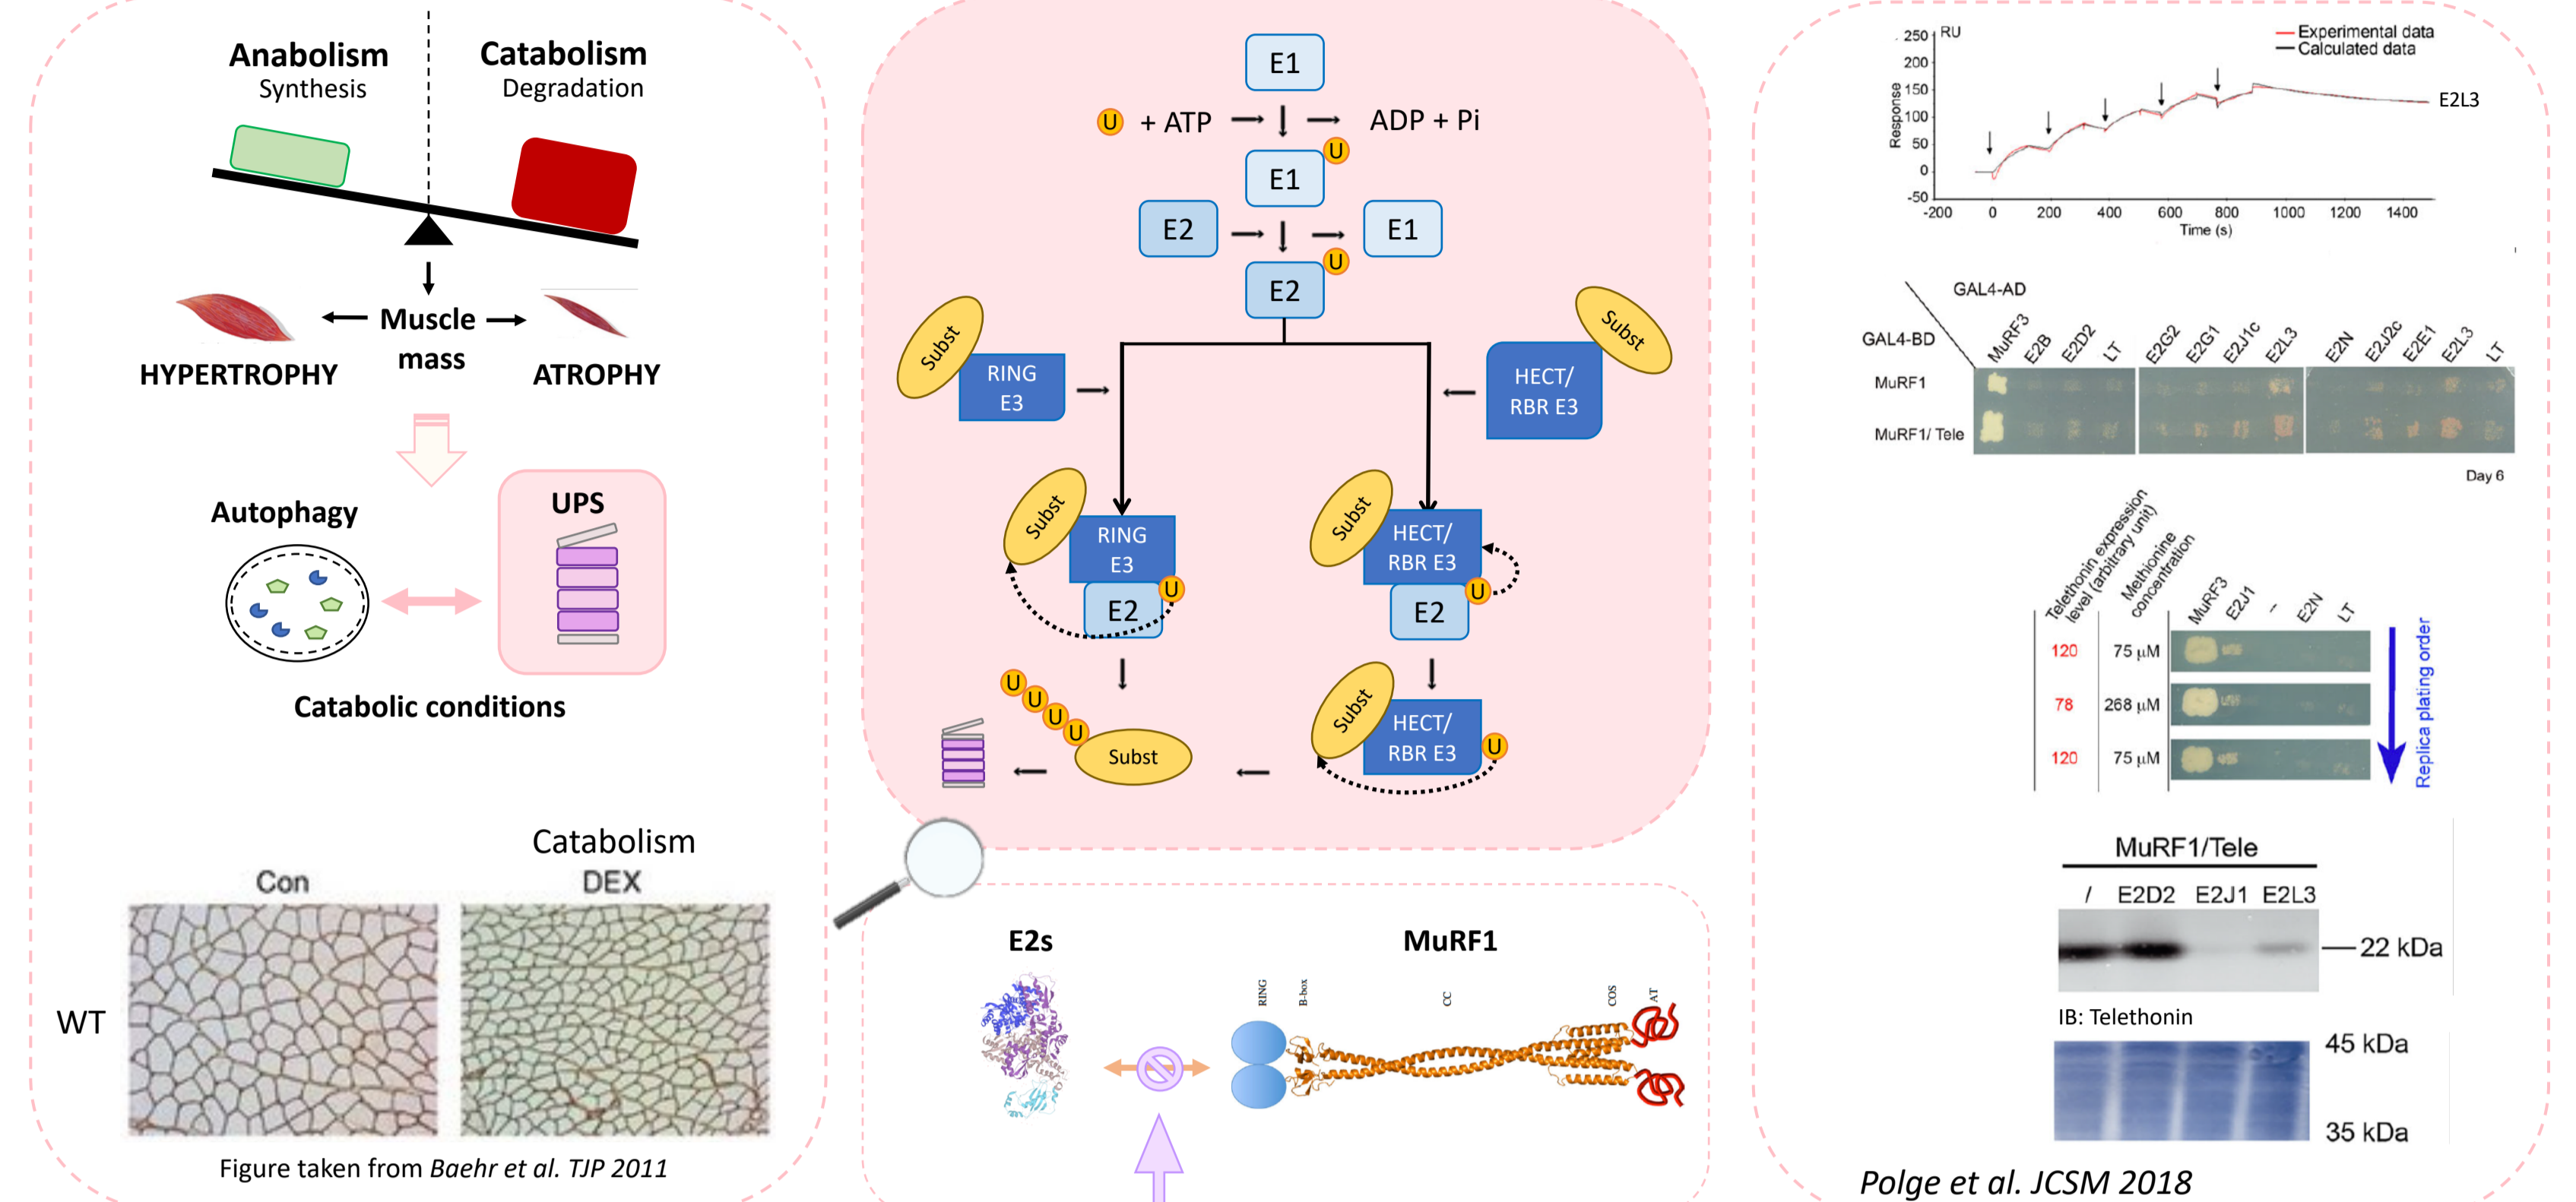 Anabolism
Synthesis
Catabolism
Degradation
Muscle
mass
HYPERTROPHY
ATROPHY
Autophagy
UPS
Catabolic conditions
Catabolism
Con
DEX
WT
Figure taken from Baehr et al. TJP 2011
E1
U + ATP
ADP + Pi
U
E1
E2
E1
U
E2
Subst
RING
E3
Subst
HECT/
RBR E3
Subst
RING
E3
U
E2
Subst
HECT/
RBR E3
U
E2
U
U
U
U
Subst
Subst
HECT/
RBR E3
U
E2s
MuRF1
RING
B-box
CC
COS
AT
RU
Experimental data
Calculated data
Response
250
200
150
100
50
0
-50
E2L3
-200
0
200
400
600
800
1000
1200
1400
Time (s)
GAL4-AD
GAL4-BD
MuRF3
E2B
E2D2
LT
E2G2
E2G1
E2J1c
E2L3
E2N
E2J2c
E2E1
E2L3
LT
MuRF1
MuRF1/ Tele
Day 6
Telethonin expression
level (arbitrary unit)
Methionine
concentration
MuRF3
E2J1
–
E2N
LT
120
75 µM
78
268 µM
120
75 µM
Replica plating order
MuRF1/Tele
/ E2D2 E2J1 E2L3
22 kDa
IB: Telethonin
45 kDa
35 kDa
Polge et al. JCSM 2018